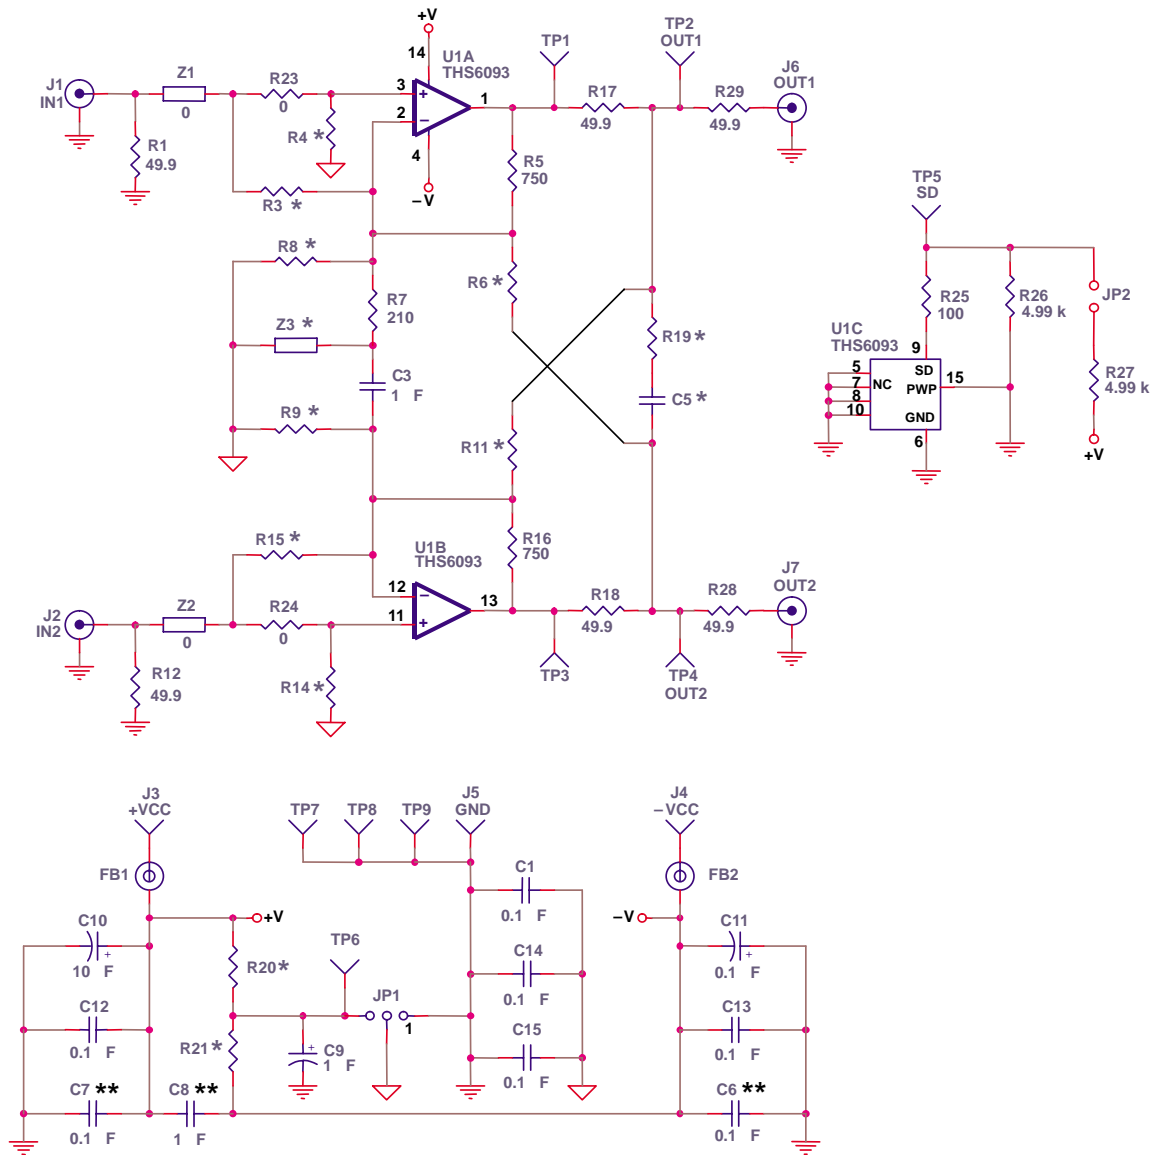 +V
14
U1A
THS6093
TP1
TP2
OUT1
J1
IN1
Z1
0
R23
0
3
2
+
−
1
4
−V
R17
49.9
R29
49.9
J6
OUT1
R1
49.9
R4 *
R5
750
R3 *
R8 *
R6 *
R7
210
Z3 *
R19 *
C3
1 F
C5 *
R9 *
R11 *
TP5
SD
R25
100
R26
4.99 k
JP2
R27
4.99 k
+V
U1C
THS6093
9
5
7
8
10
NC
SD
PWP
GND
15
6
R15 *
U1B
THS6093
R16
750
12
11
−
+
13
J2
IN2
Z2
0
R24
0
R18
49.9
R28
49.9
J7
OUT2
R12
49.9
R14 *
TP3
TP4
OUT2
J3
+VCC
TP7
TP8
TP9
J5
GND
J4
−VCC
FB1
FB2
C1
0.1 F
+V
−V
C10
+
10 F
R20 *
TP6
C14
0.1 F
C11
+
0.1 F
C12
0.1 F
JP1
1
C15
0.1 F
C13
0.1 F
R21 *
+
C9
1 F
C7 **
0.1 F
C8 **
1 F
C6 **
0.1 F